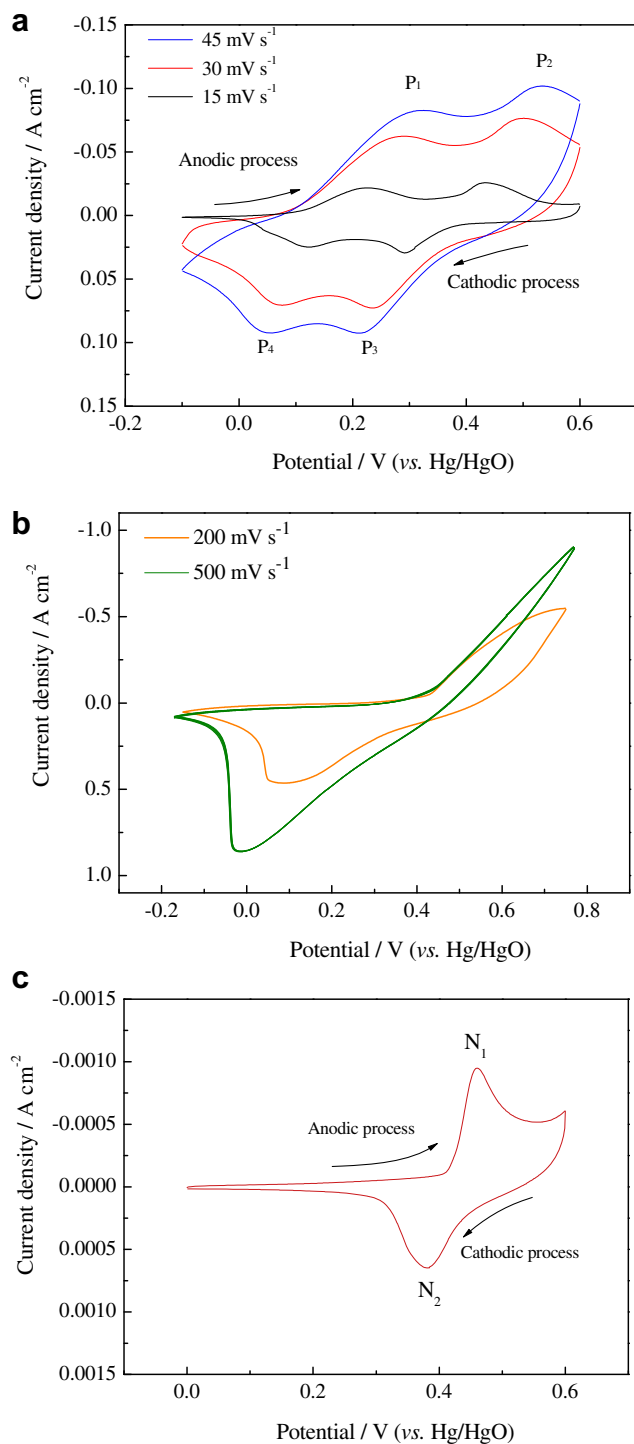 a
-0.15
-0.10
-0.05
0.00
0.05
0.10
0.15
-0.2
0.0
0.2
0.4
0.6
Current density / A cm⁻²
Potential / V (vs. Hg/HgO)
45 mV s⁻¹
30 mV s⁻¹
15 mV s⁻¹
P₁
P₂
Anodic process
Cathodic process
P₄
P₃
b
-1.0
-0.5
0.0
0.5
1.0
-0.2
0.0
0.2
0.4
0.6
0.8
Current density / A cm⁻²
Potential / V (vs. Hg/HgO)
200 mV s⁻¹
500 mV s⁻¹
c
-0.0015
-0.0010
-0.0005
0.0000
0.0005
0.0010
0.0015
0.0
0.2
0.4
0.6
Current density / A cm⁻²
Potential / V (vs. Hg/HgO)
N₁
Anodic process
Cathodic process
N₂